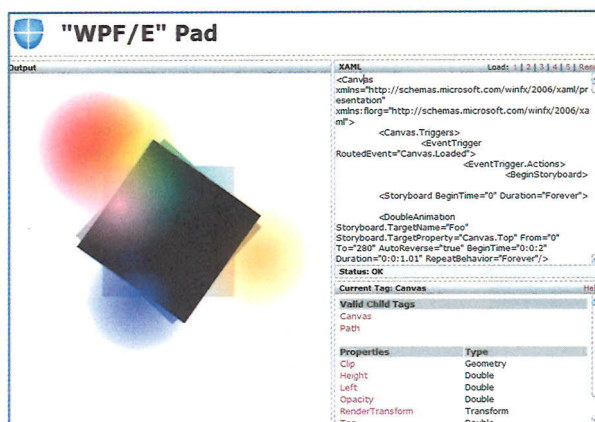 "WPF/E" Pad
Output
XAML Load: 1 | 2 | 3 | 4 | 5 |
<Canvas
xmlns="http://schemas.microsoft.com/winfx/2006/xaml/pr
esentation"
xmlns:florg="http://schemas.microsoft.com/winfx/2006/xa
ml">
<Canvas.Triggers>
<EventTrigger
RoutedEvent="Canvas.Loaded">
<EventTrigger.Actions>
<BeginStoryboard>
<Storyboard BeginTime="0" Duration="Forever">
<DoubleAnimation
Storyboard.TargetName="Foo"
Storyboard.TargetProperty="Canvas.Top" From="0"
To="280" AutoReverse="true" BeginTime="0:0:2"
Duration="0:0:1.01" RepeatBehavior="Forever"/>
Status: OK
Current Tag: Canvas
Valid Child Tags
Canvas
Path
Properties Type
Clip Geometry
Height Double
Left Double
Opacity Double
RenderTransform Transform
Top Double